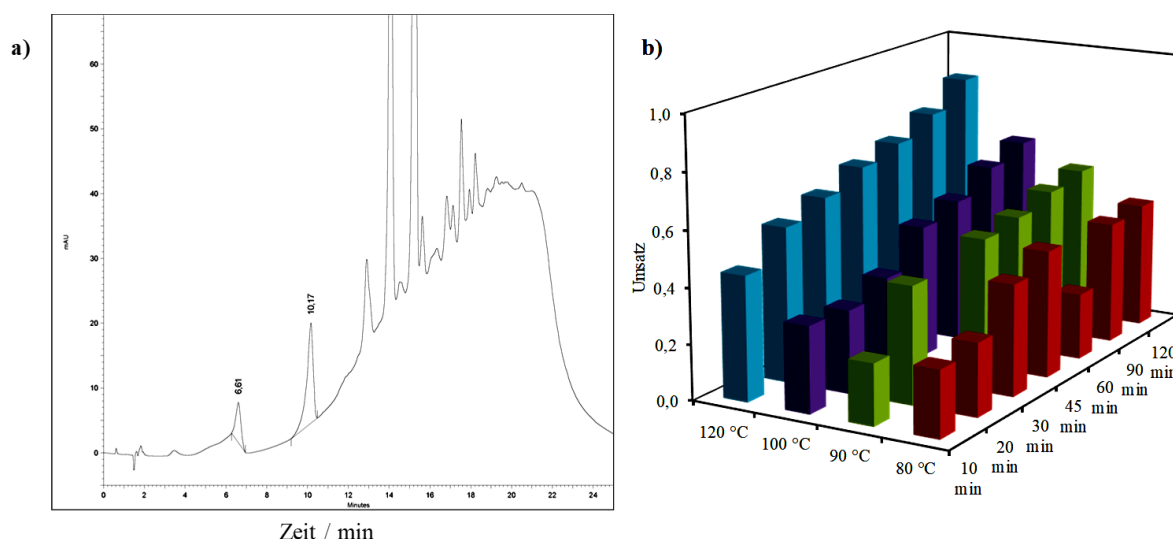 a)
60
50
40
30
20
10
0
mAU
6,61
10,17
0 2 4 6 8 10 12 14 16 18 20 22 24
Minutes
Zeit / min
b)
1,0
0,8
0,6
0,4
0,2
0,0
Umsatz
120 °C
100 °C
90 °C
80 °C
10 min
20 min
30 min
45 min
60 min
90 min
120 min